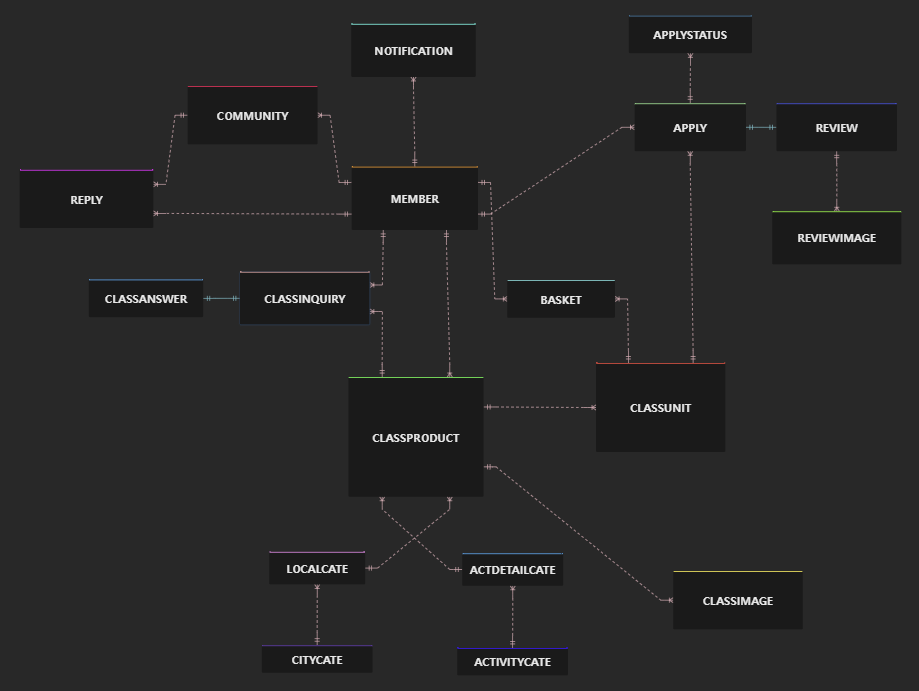 APPLYSTATUS
NOTIFICATION
COMMUNITY
APPLY
REVIEW
REPLY
MEMBER
REVIEWIMAGE
CLASSANSWER
CLASSINQUIRY
BASKET
CLASSUNIT
CLASSPRODUCT
LOCALCATE
ACTDETAILCATE
CLASSIMAGE
CITYCATE
ACTIVITYCATE